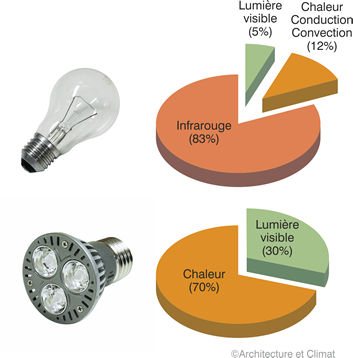 Lumière
visible
(5%)
Chaleur
Conduction
Convection
(12%)
Infrarouge
(83%)
Lumière
visible
(30%)
Chaleur
(70%)
©Architecture et Climat